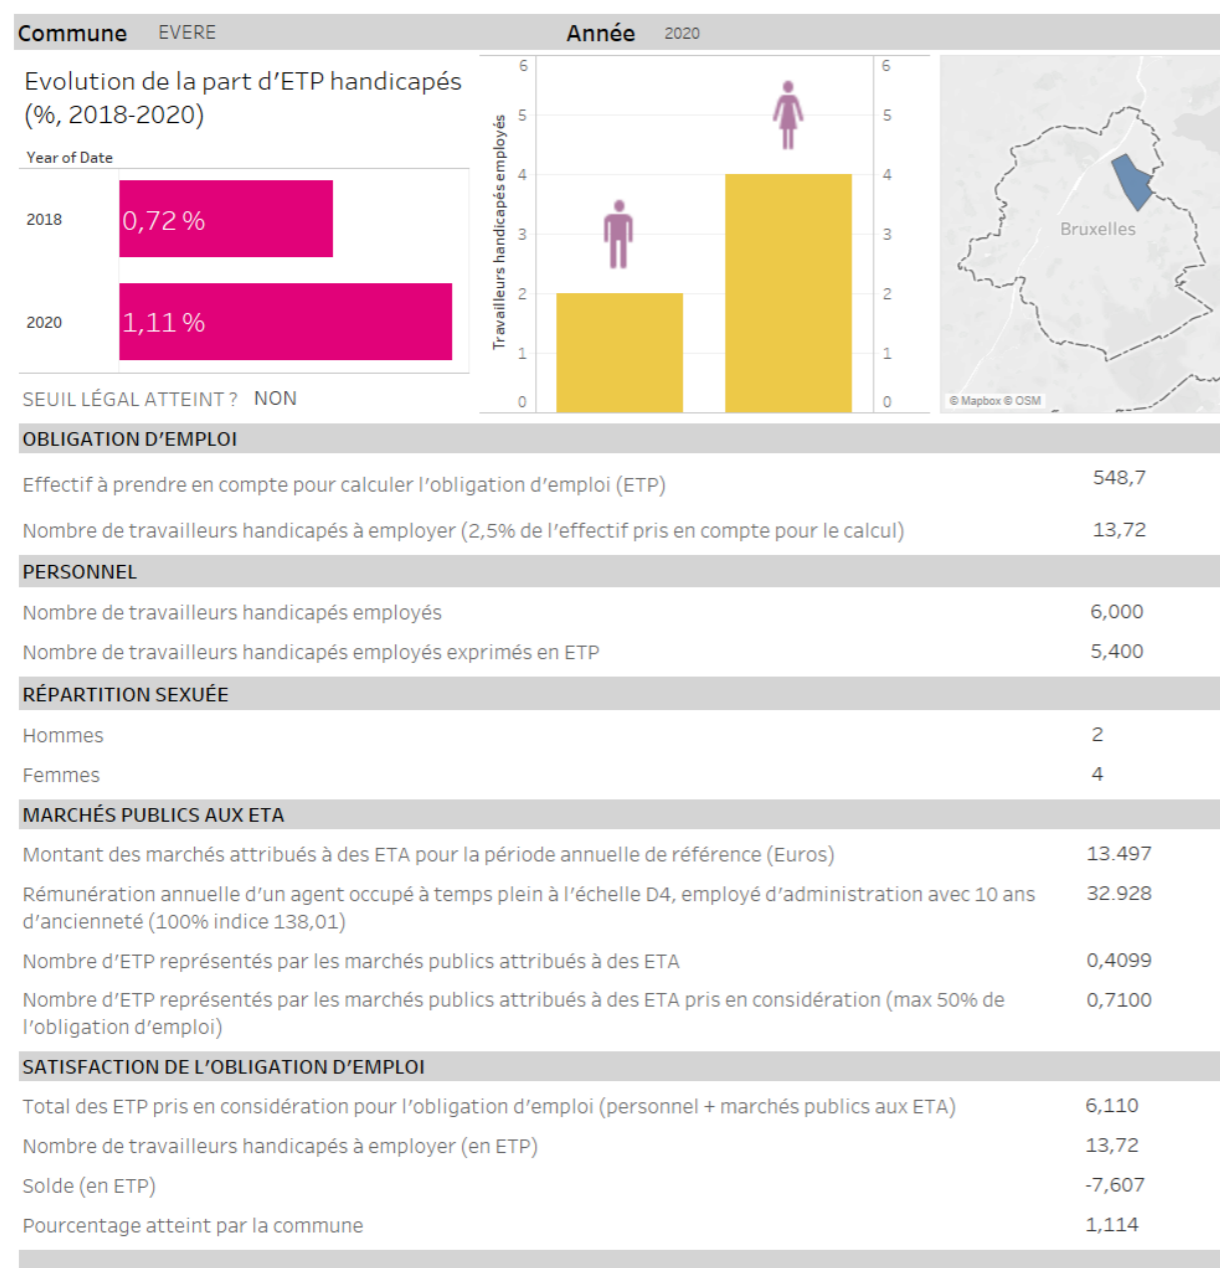 Commune EVERE Année 2020
Evolution de la part d'ETP handicapés
(%, 2018-2020)
Year of Date
2018 0,72 %
2020 1,11 %
SEUIL LÉGAL ATTEINT ? NON
Travailleurs handicapés employés
6 6
5 5
4 4
3 3
2 2
1 1
0 0
Bruxelles
© Mapbox © OSM
OBLIGATION D'EMPLOI
Effectif à prendre en compte pour calculer l'obligation d'emploi (ETP) 548,7
Nombre de travailleurs handicapés à employer (2,5% de l'effectif pris en compte pour le calcul) 13,72
PERSONNEL
Nombre de travailleurs handicapés employés 6,000
Nombre de travailleurs handicapés employés exprimés en ETP 5,400
RÉPARTITION SEXUÉE
Hommes 2
Femmes 4
MARCHÉS PUBLICS AUX ETA
Montant des marchés attribués à des ETA pour la période annuelle de référence (Euros) 13.497
Rémunération annuelle d'un agent occupé à temps plein à l'échelle D4, employé d'administration avec 10 ans 32.928
d'ancienneté (100% indice 138,01)
Nombre d'ETP représentés par les marchés publics attribués à des ETA 0,4099
Nombre d'ETP représentés par les marchés publics attribués à des ETA pris en considération (max 50% de 0,7100
l'obligation d'emploi)
SATISFACTION DE L'OBLIGATION D'EMPLOI
Total des ETP pris en considération pour l'obligation d'emploi (personnel + marchés publics aux ETA) 6,110
Nombre de travailleurs handicapés à employer (en ETP) 13,72
Solde (en ETP) -7,607
Pourcentage atteint par la commune 1,114